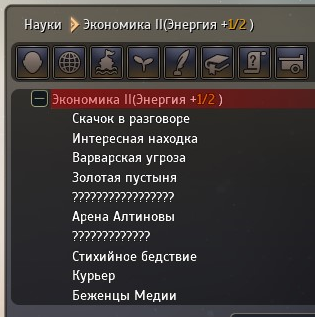 Науки Экономика II(Энергия +1/2 )
Экономика II(Энергия +1/2 )
Скачок в разговоре
Интересная находка
Варварская угроза
Золотая пустыня
?????????????????
Арена Алтиновы
?????????????
Стихийное бедствие
Курьер
Беженцы Медии